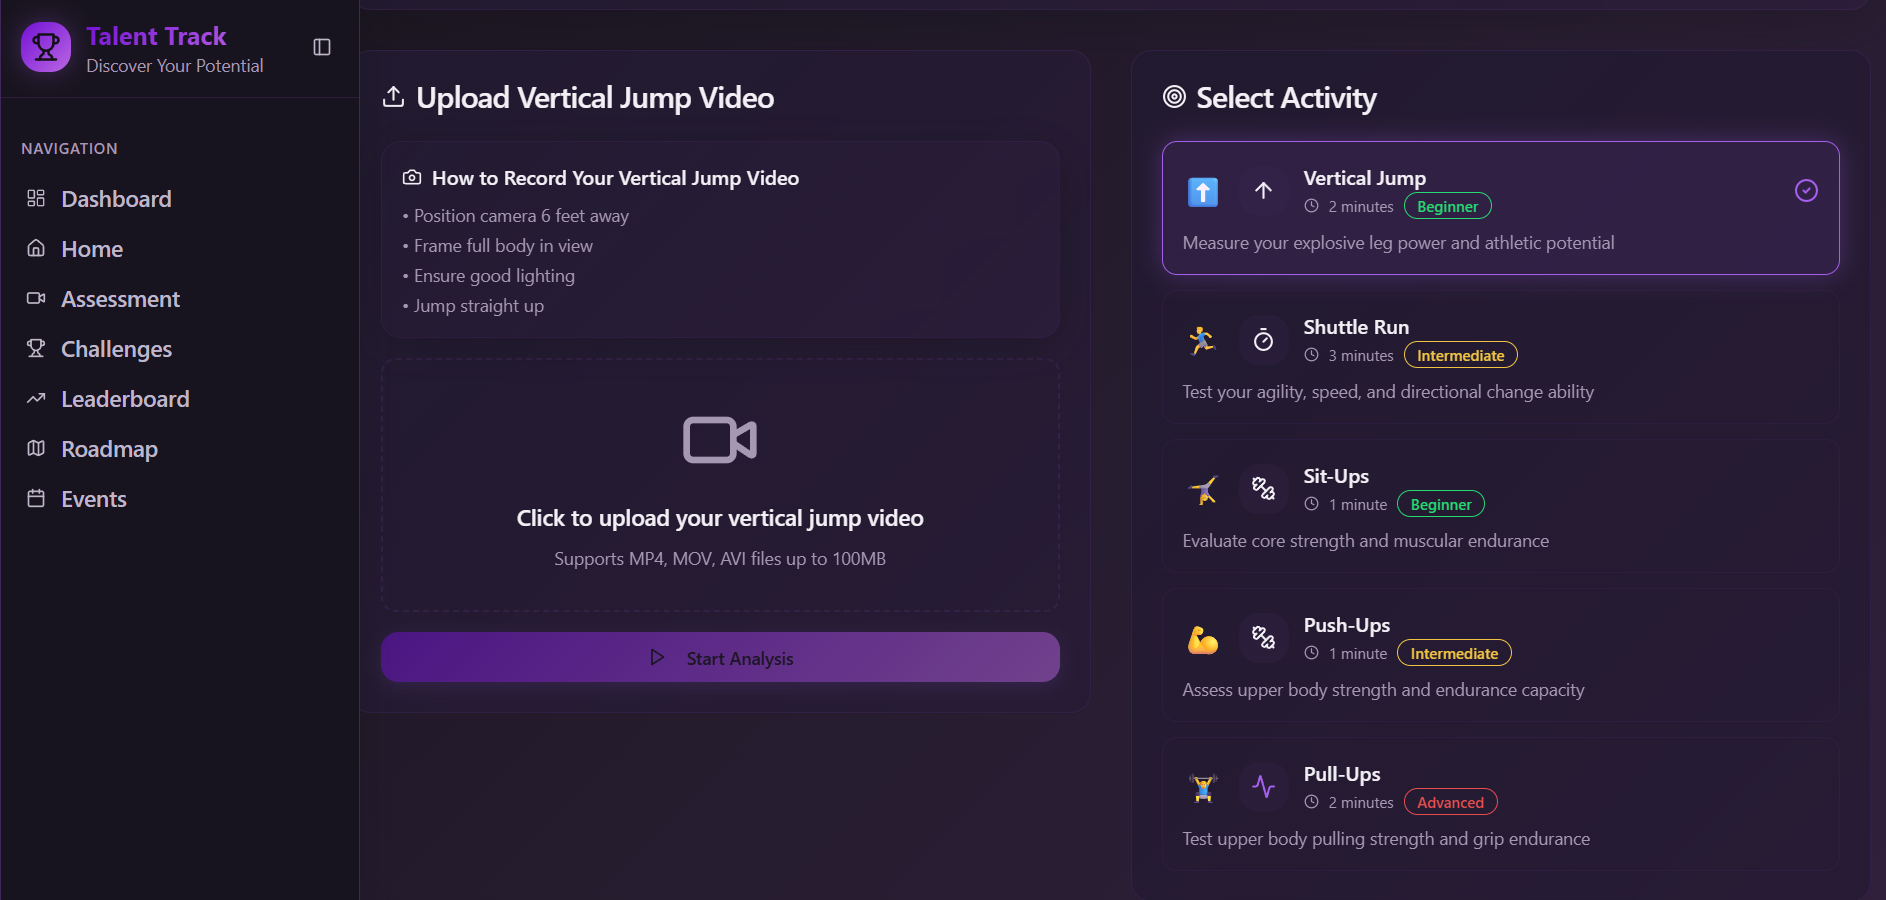 Talent Track
Discover Your Potential
NAVIGATION
Dashboard
Home
Assessment
Challenges
Leaderboard
Roadmap
Events
Upload Vertical Jump Video
How to Record Your Vertical Jump Video
• Position camera 6 feet away
• Frame full body in view
• Ensure good lighting
• Jump straight up
Click to upload your vertical jump video
Supports MP4, MOV, AVI files up to 100MB
Start Analysis
Select Activity
Vertical Jump
2 minutes Beginner
Measure your explosive leg power and athletic potential
Shuttle Run
3 minutes Intermediate
Test your agility, speed, and directional change ability
Sit-Ups
1 minute Beginner
Evaluate core strength and muscular endurance
Push-Ups
1 minute Intermediate
Assess upper body strength and endurance capacity
Pull-Ups
2 minutes Advanced
Test upper body pulling strength and grip endurance